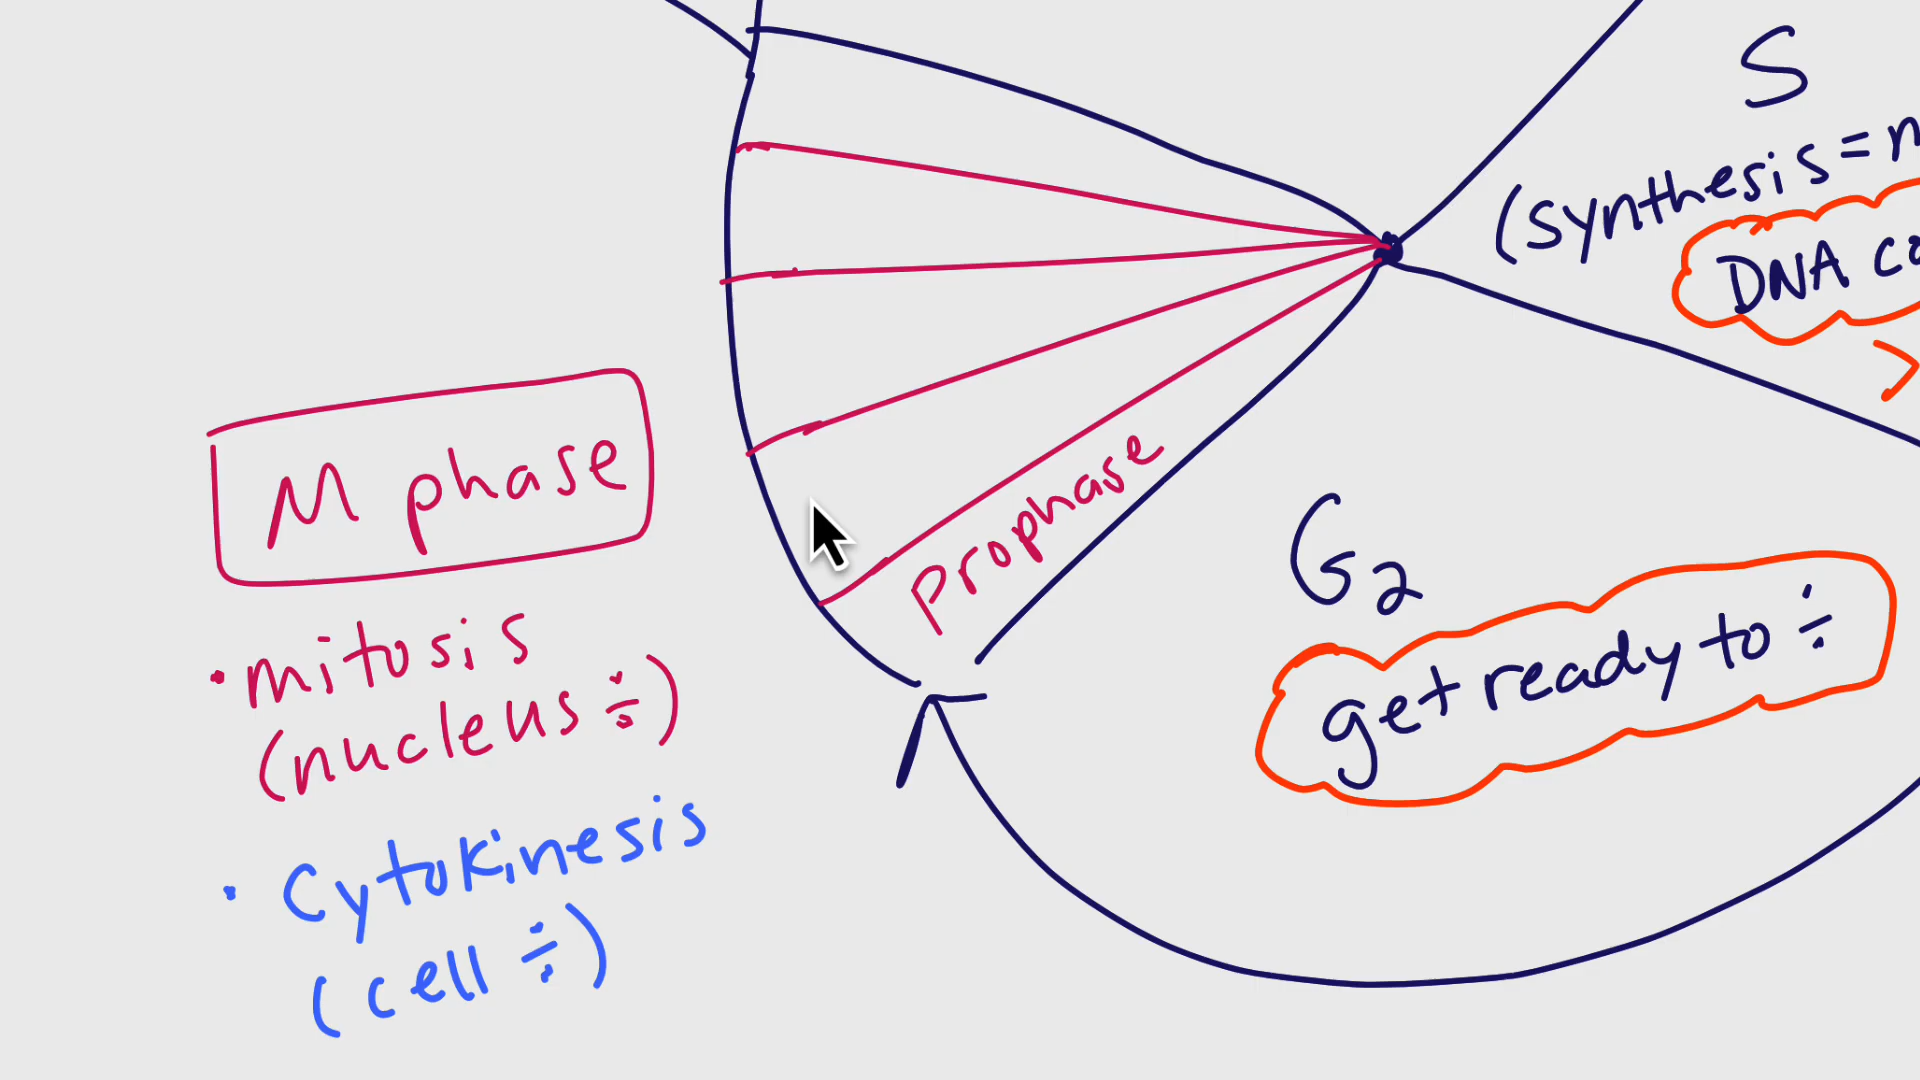 S
(synthesis =
DNA
M phase
• mitosis
(nucleus ÷)
• Cytokinesis
(cell ÷)
Prophase
G₂
get ready to ÷